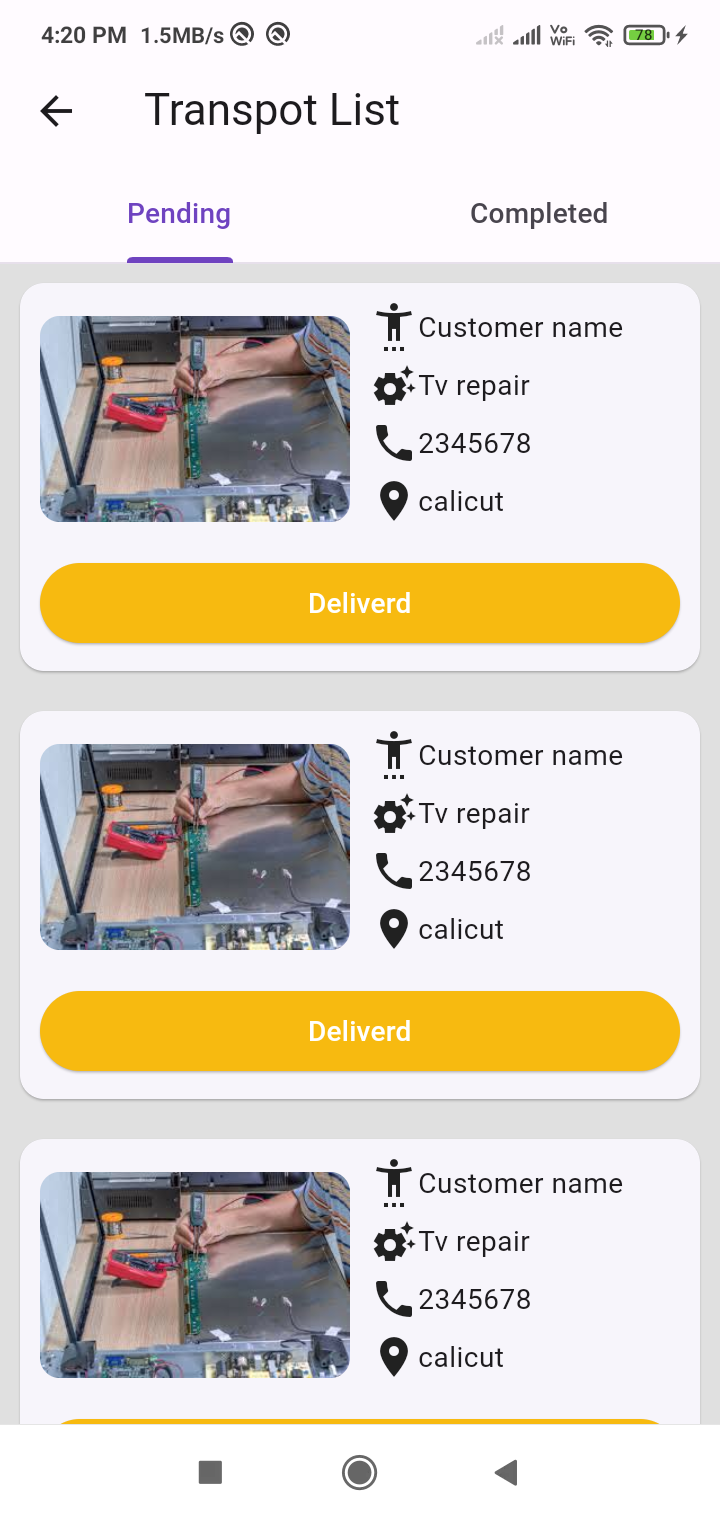 4:20 PM 1.5MB/s Vo WiFi 78
Transpot List
Pending Completed
Customer name
Tv repair
2345678
calicut
Deliverd
Customer name
Tv repair
2345678
calicut
Deliverd
Customer name
Tv repair
2345678
calicut